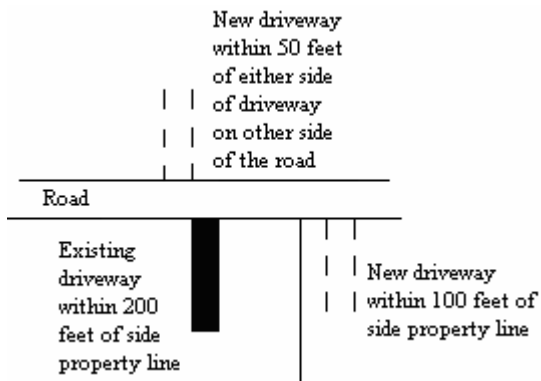 New driveway
within 50 feet
of either side
of driveway
on other side
of the road
Road
Existing
driveway
within 200
feet of side
property line
New driveway
within 100 feet of
side property line